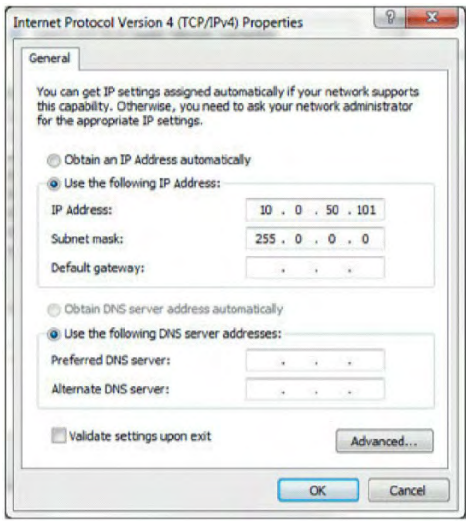 Internet Protocol Version 4 (TCP/IPv4) Properties
General
You can get IP settings assigned automatically if your network supports
this capability. Otherwise, you need to ask your network administrator
for the appropriate IP settings.
Obtain an IP Address automatically
Use the following IP Address:
IP Address: 10 . 0 . 50 . 101
Subnet mask: 255 . 0 . 0 . 0
Default gateway: . . .
Obtain DNS server address automatically
Use the following DNS server addresses:
Preferred DNS server: . . .
Alternate DNS server: . . .
Validate settings upon exit
Advanced...
OK Cancel